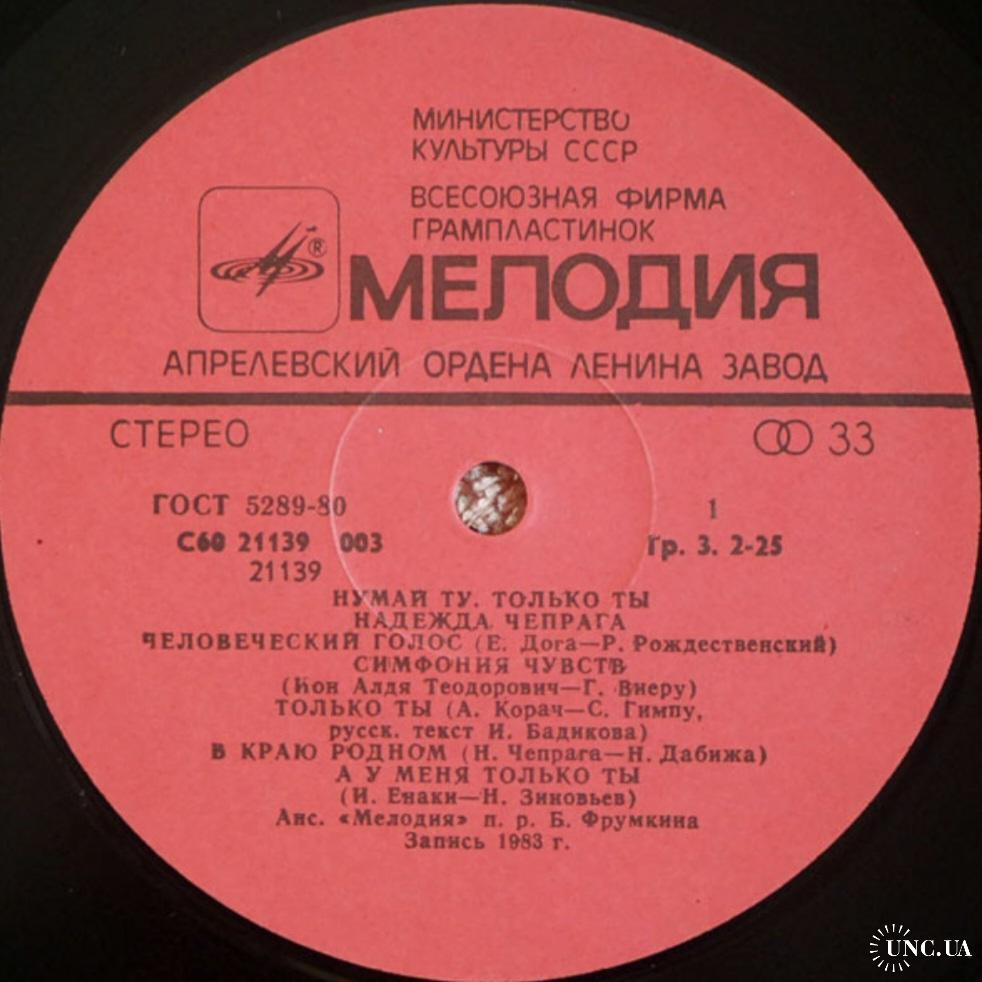 МИНИСТЕРСТВО
КУЛЬТУРЫ СССР
ВСЕСОЮЗНАЯ ФИРМА
ГРАМПЛАСТИНОК
®
МЕЛОДИЯ
АПРЕЛЕВСКИЙ ОРДЕНА ЛЕНИНА ЗАВОД
СТЕРЕО 33
ГОСТ 5289-80 1
С60 21139 003 Гр. 3. 2-25
21139
НУМАЙ ТУ. ТОЛЬКО ТЫ
НАДЕЖДА ЧЕПРАГА
ЧЕЛОВЕЧЕСКИЙ ГОЛОС (Е. Дога—Р. Рождественский)
СИМФОНИЯ ЧУВСТВ
(Ион Алдя Теодорович—Г. Виеру)
ТОЛЬКО ТЫ (А. Корач—С. Гимпу,
русск. текст И. Бадикова)
В КРАЮ РОДНОМ (Н. Чепрага—Н. Дабижа)
А У МЕНЯ ТОЛЬКО ТЫ
(И. Енаки—Н. Зиновьев)
Анс. «Мелодия» п. р. Б. Фрумкина
Запись 1983 г.
UNC.UA